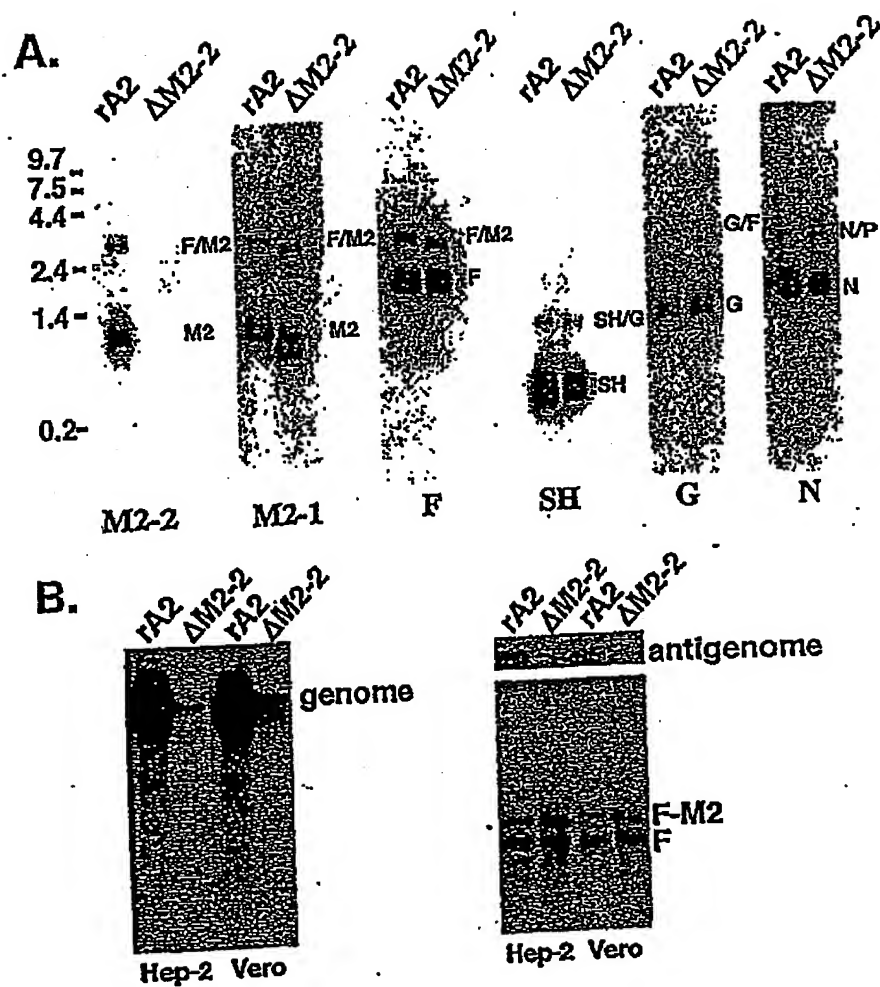 A.
rA2 ΔM2-2 rA2 ΔM2-2 rA2 ΔM2-2 rA2 ΔM2-2 rA2 ΔM2-2 rA2 ΔM2-2
9.7
7.5
4.4
2.4
1.4
0.2
F/M2
M2
F/M2
M2
F/M2
F
SH/G
SH
G/F
G
N/P
N
M2-2 M2-1 F SH G N
B.
rA2 ΔM2-2 rA2 ΔM2-2
genome
Hep-2 Vero
rA2 ΔM2-2 rA2 ΔM2-2
antigenome
F-M2
F
Hep-2 Vero